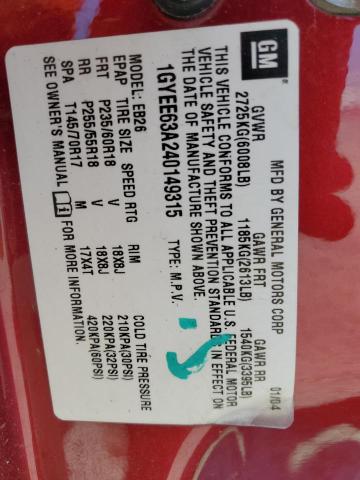 GM
MFD BY GENERAL MOTORS CORP 01/04
GVWR GAWR FRT GAWR RR
2725KG(6008LB) 1185KG(2613LB) 1540KG(3395LB)
THIS VEHICLE CONFORMS TO ALL APPLICABLE U.S. FEDERAL MOTOR
VEHICLE SAFETY AND THEFT PREVENTION STANDARDS IN EFFECT ON
THE DATE OF MANUFACTURE SHOWN ABOVE.
1GYEE63A240149315 TYPE: M.P.V.
MODEL: EB26
EPAP TIRE SIZE SPEED RTG RIM COLD TIRE PRESSURE
FRT P235/60R18 V 18X8J 210KPA(30PSI)
RR P255/55R18 V 18X8J 220KPA(32PSI)
SPA T145/70R17 M 17X4T 420KPA(60PSI)
SEE OWNER'S MANUAL FOR MORE INFORMATION.